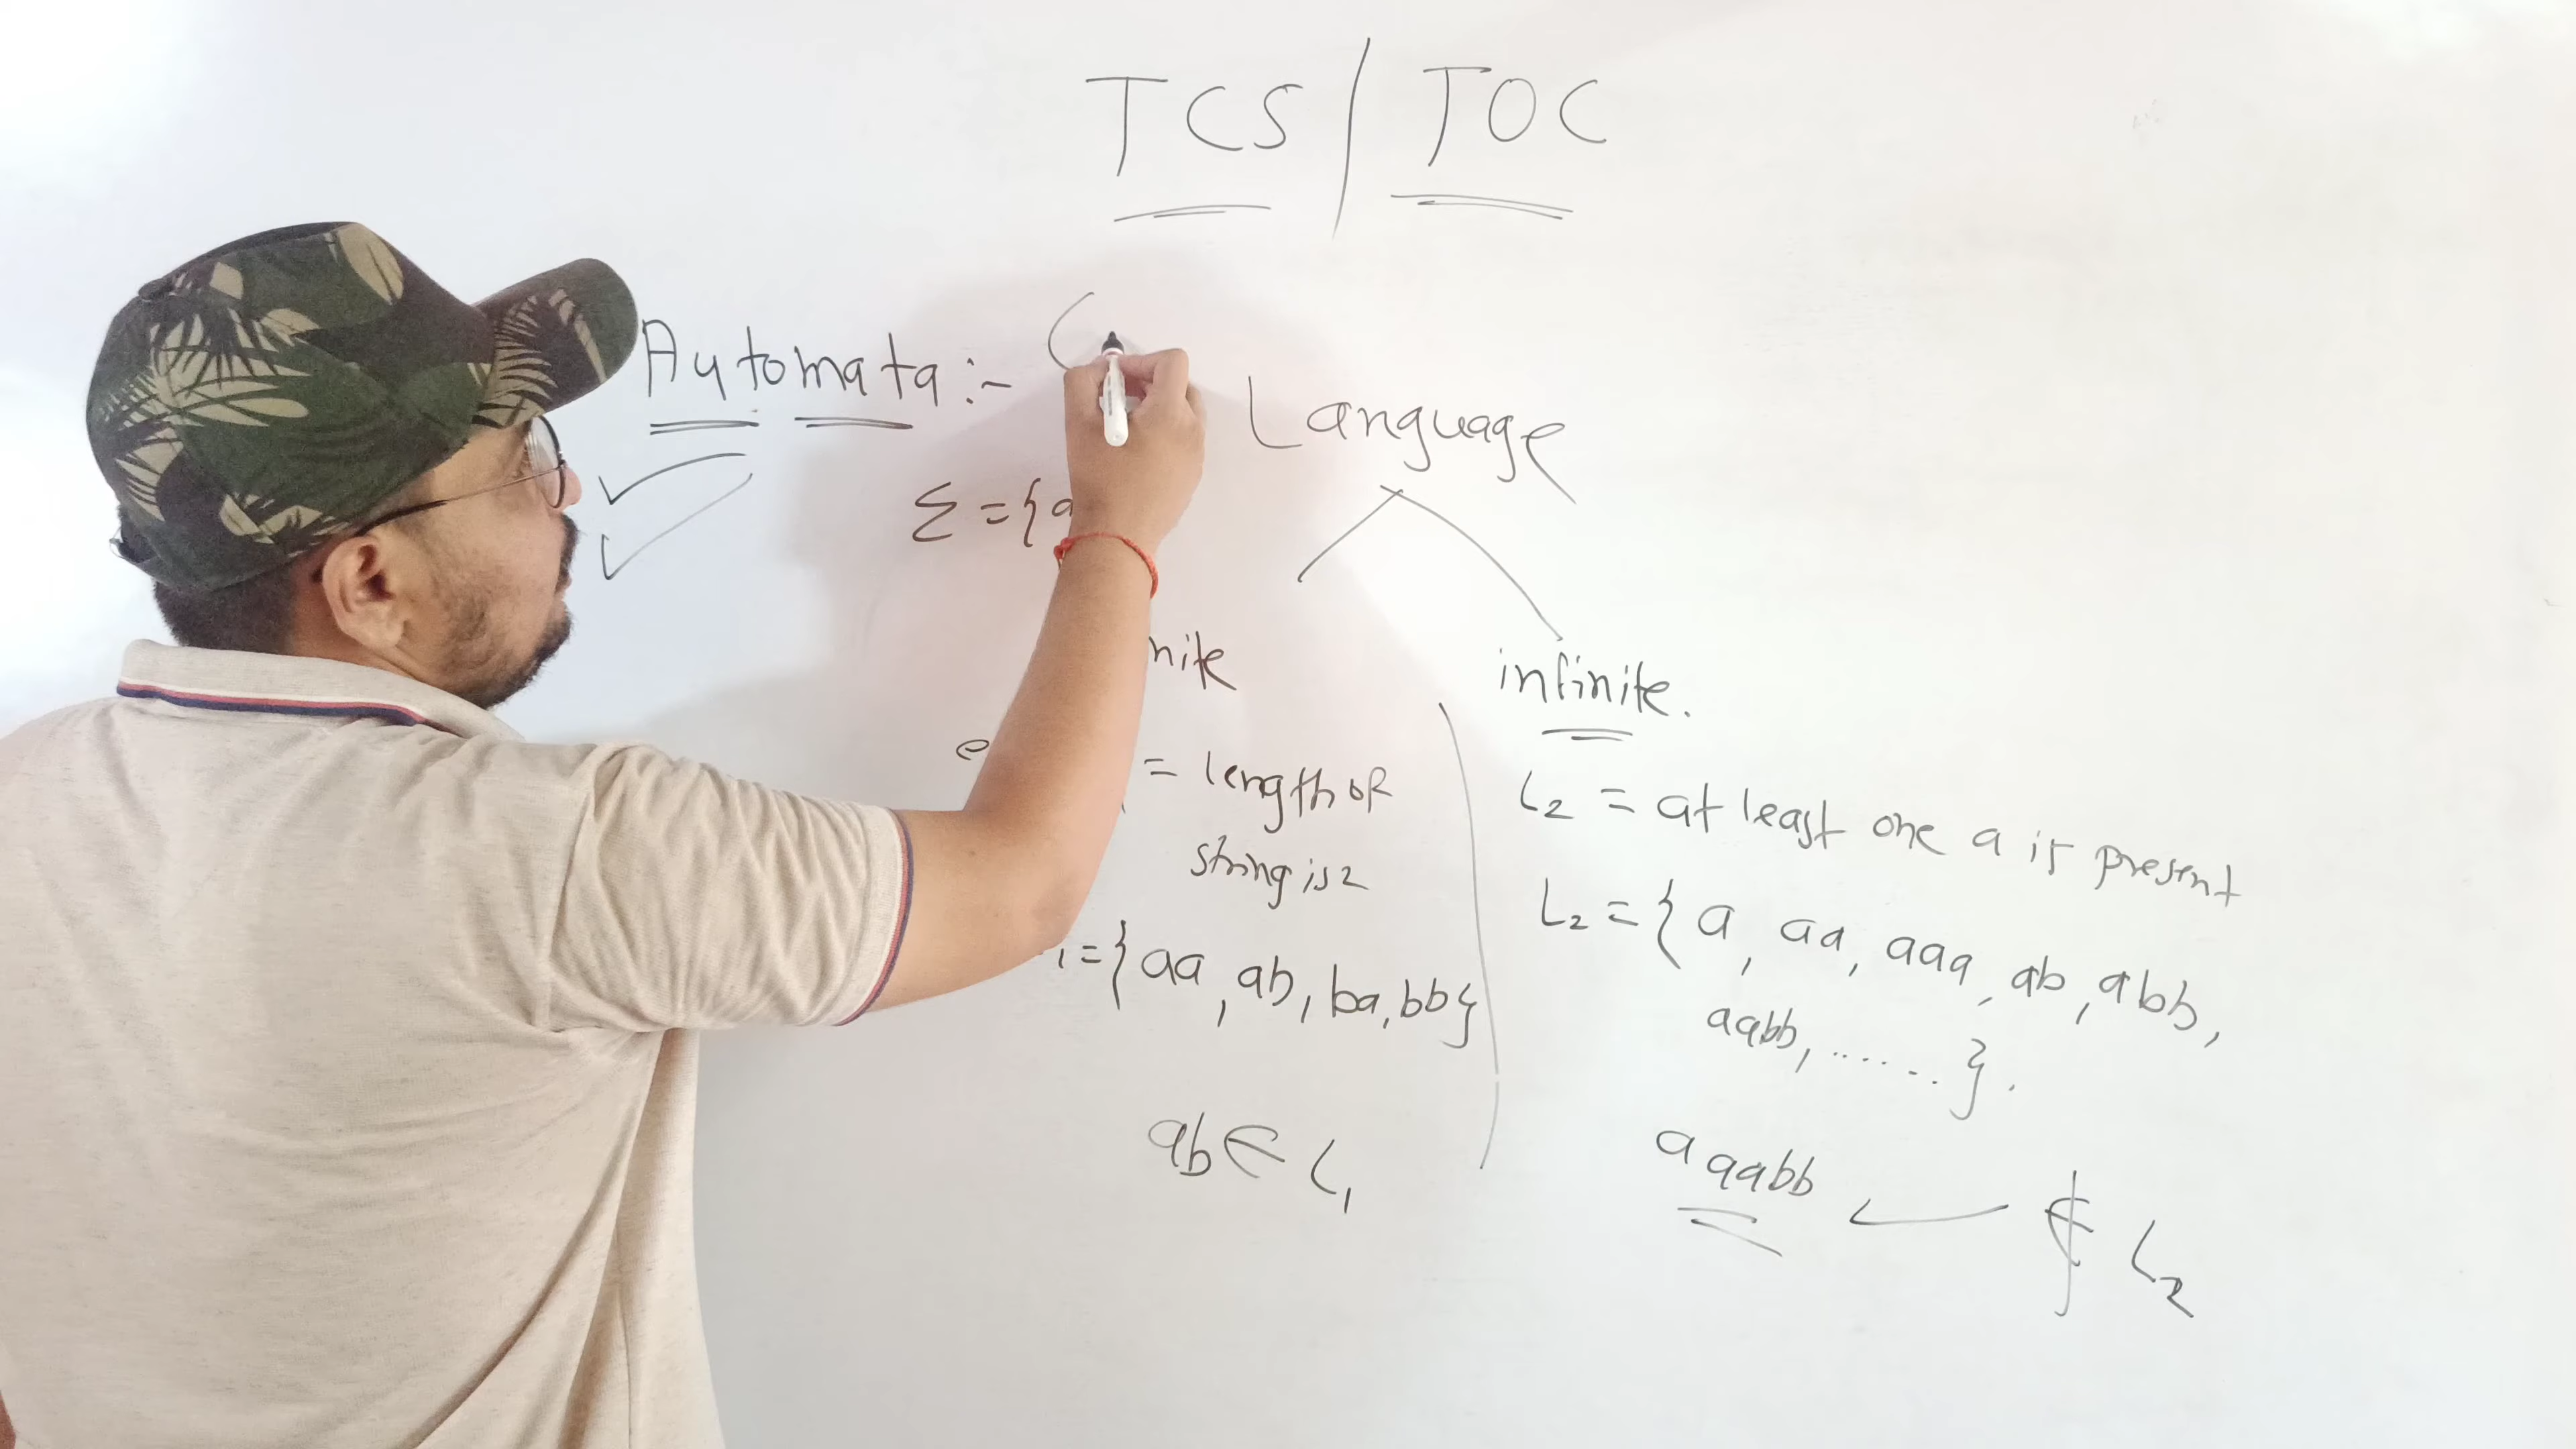 TCS / TOC
Automata :-
Language
Σ = {a
infinite.
= length of
string is 2
L2 = at least one a is present
L2 = { a, aa, aaa, ab, abb,
aabb, ....... }.
= { aa, ab, ba, bb}
ab ∈ L1
aaabb ∉ L2